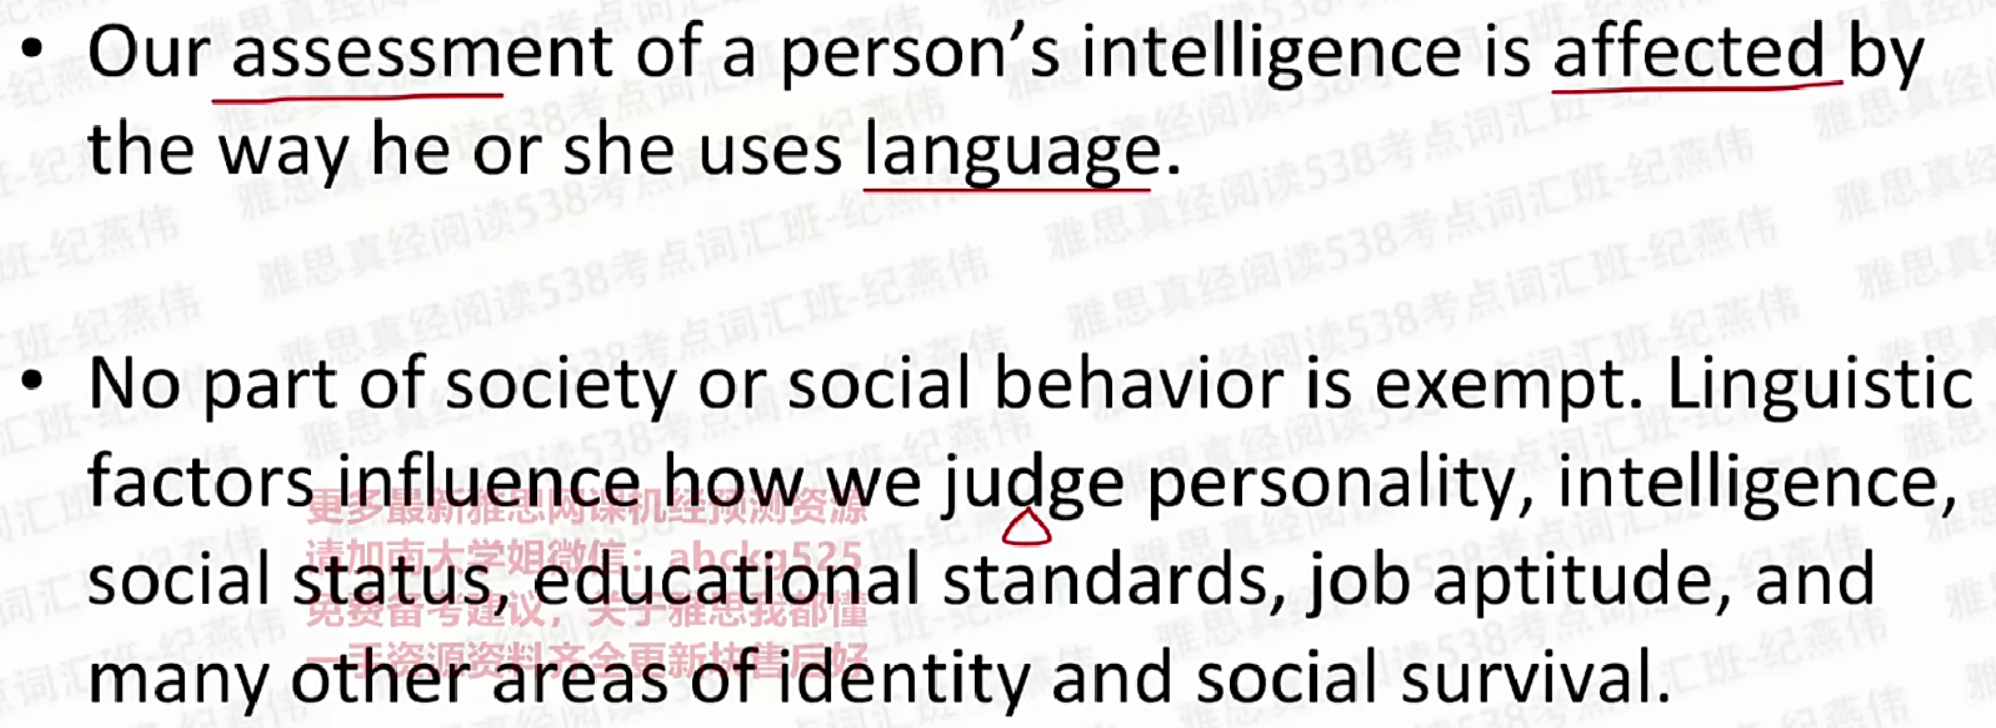 • Our assessment of a person's intelligence is affected by
the way he or she uses language.
• No part of society or social behavior is exempt. Linguistic
factors influence how we judge personality, intelligence,
social status, educational standards, job aptitude, and
many other areas of identity and social survival.
更多最新雅思网课机经预测资源
请加南大学姐微信：abckg525
免费备考建议，关于雅思我都懂
一手资源资料齐全更新快售后好
雅思真经阅读538考点词汇班-纪燕伟